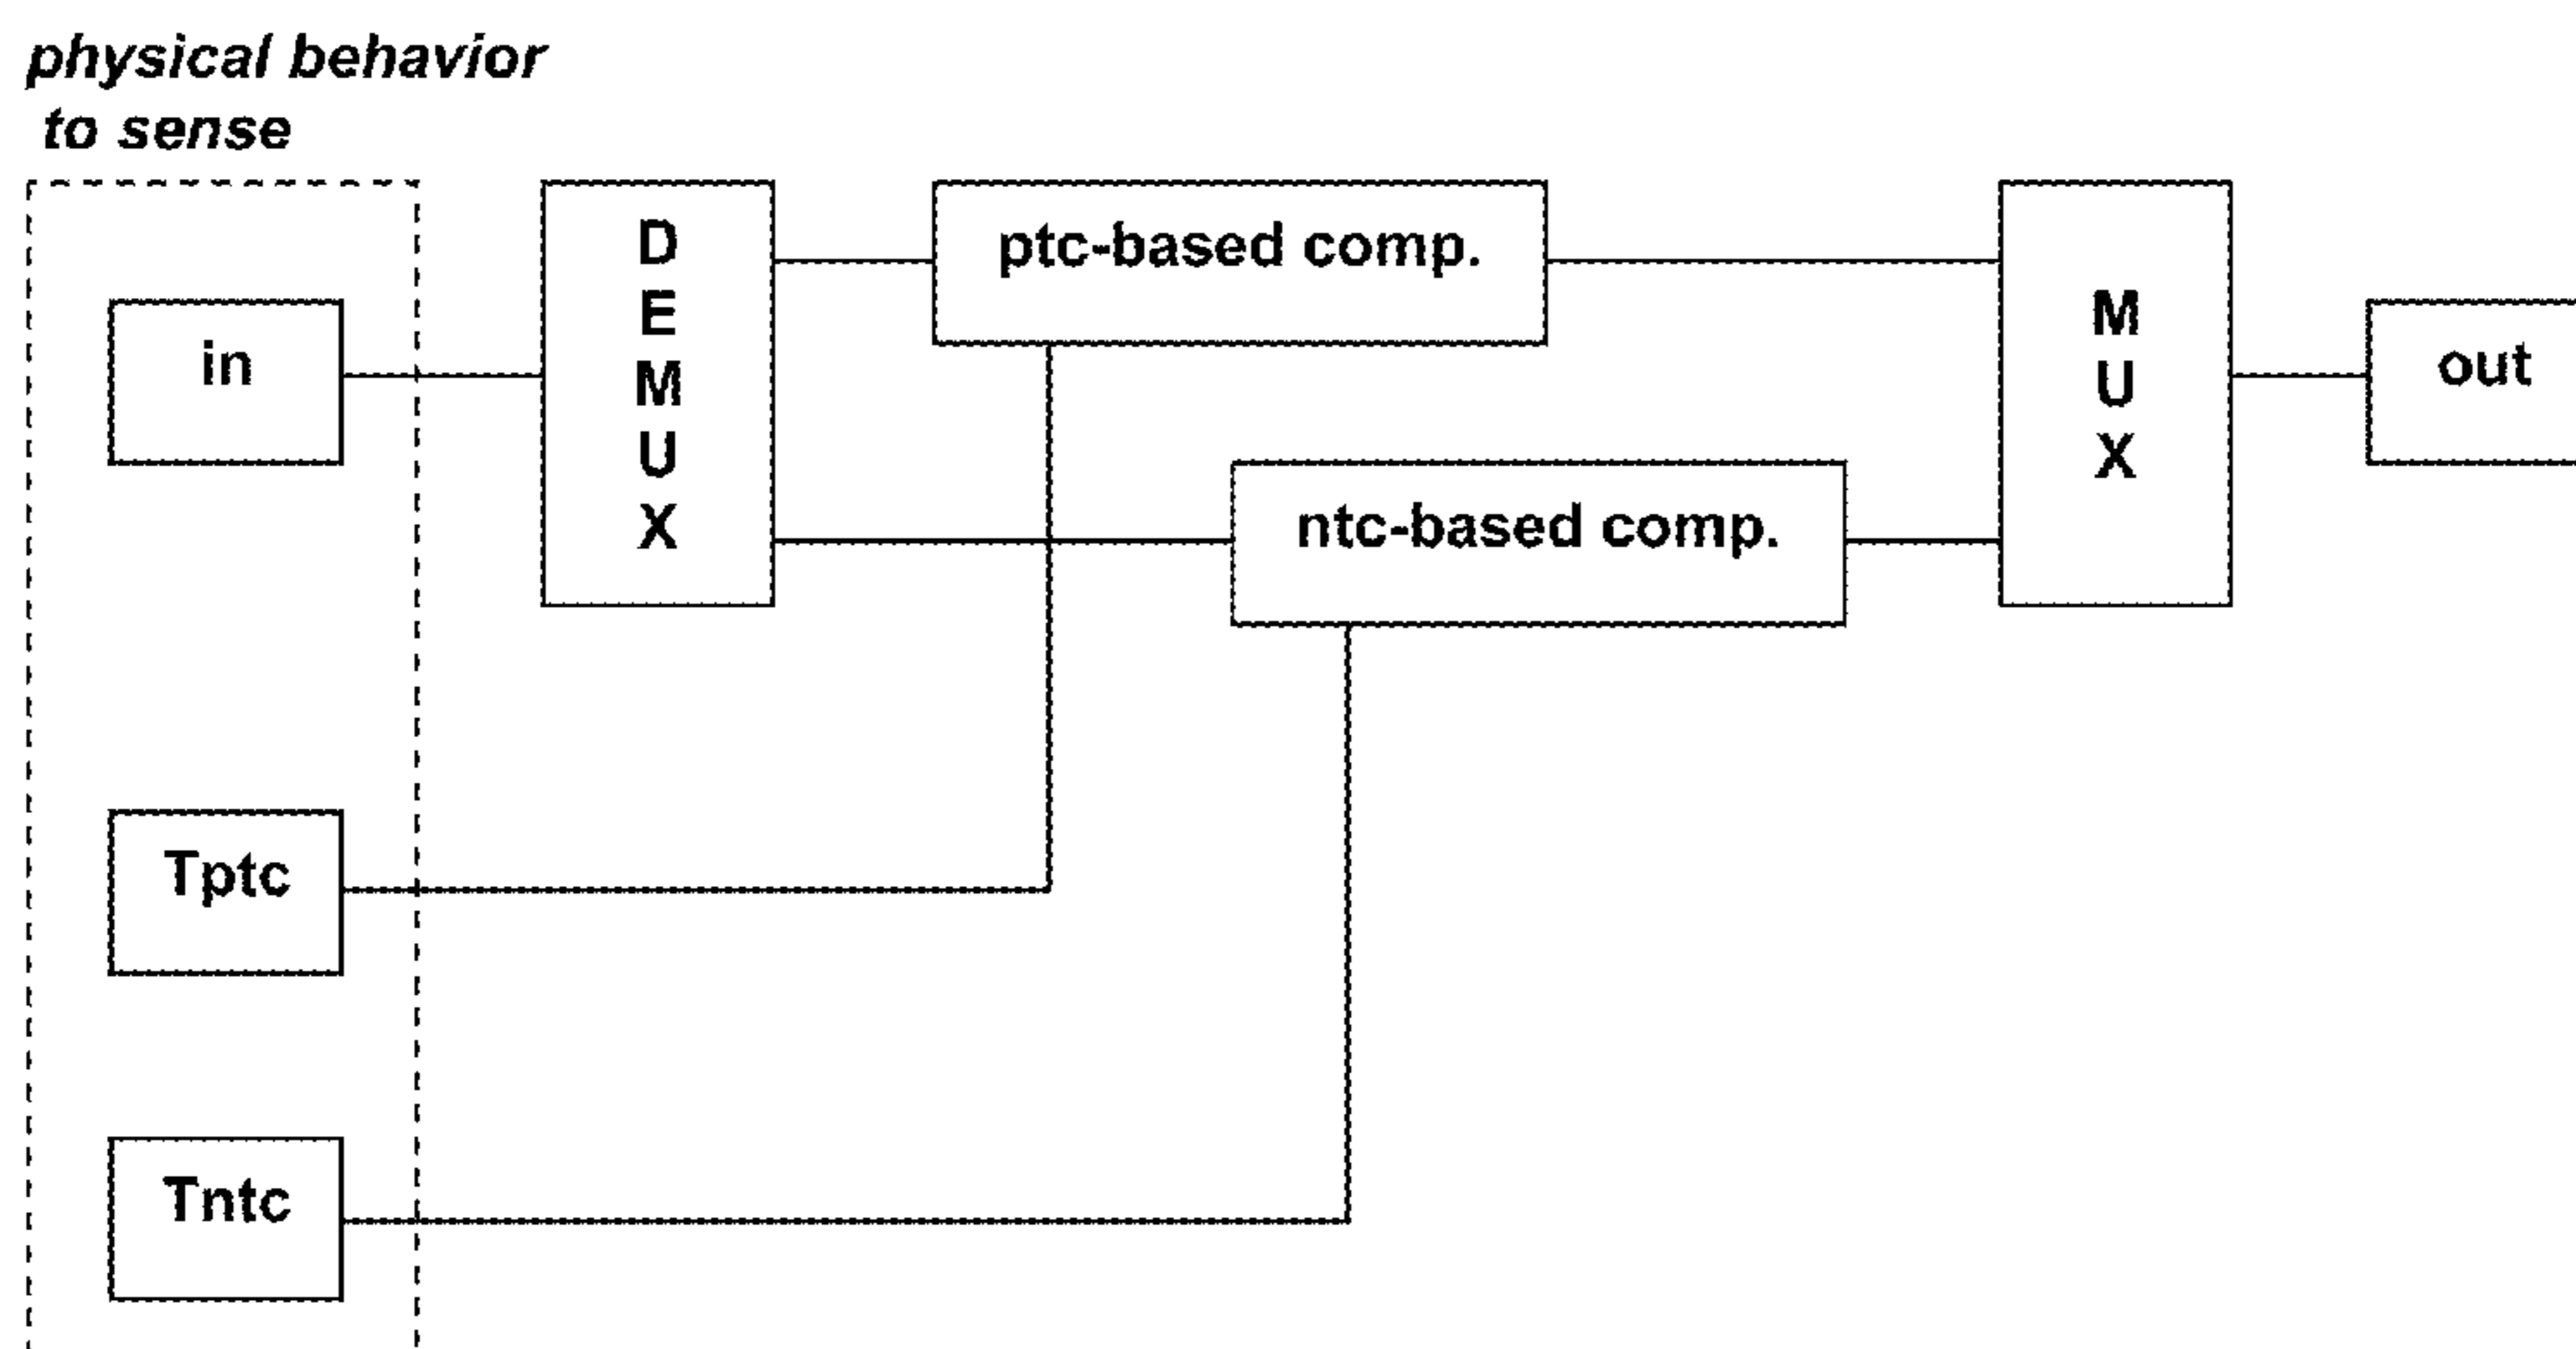 physical behavior
to sense
D
E
M
U
X
ptc-based comp.
M
U
X
in
out
ntc-based comp.
Tptc
Tntc